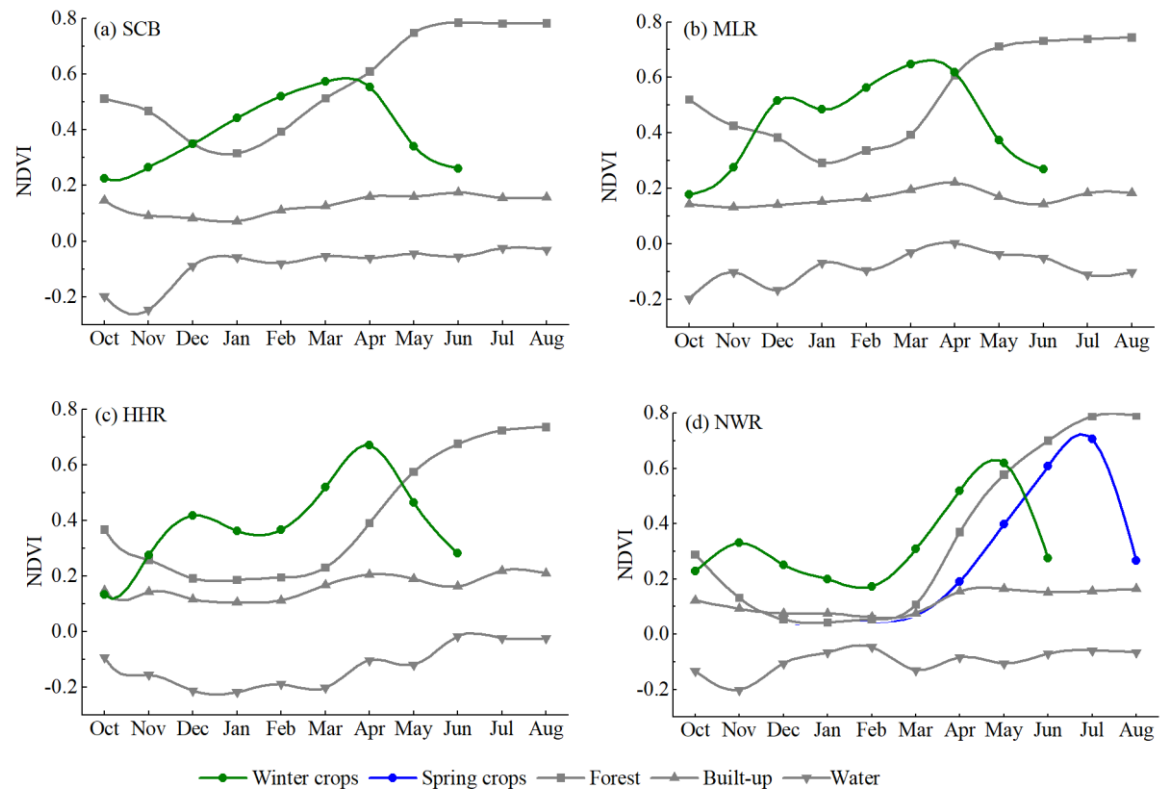 (a) SCB
NDVI
0.8
0.6
0.4
0.2
0.0
-0.2
Oct Nov Dec Jan Feb Mar Apr May Jun Jul Aug
(b) MLR
NDVI
0.8
0.6
0.4
0.2
0.0
-0.2
Oct Nov Dec Jan Feb Mar Apr May Jun Jul Aug
(c) HHR
NDVI
0.8
0.6
0.4
0.2
0.0
-0.2
Oct Nov Dec Jan Feb Mar Apr May Jun Jul Aug
(d) NWR
NDVI
0.8
0.6
0.4
0.2
0.0
-0.2
Oct Nov Dec Jan Feb Mar Apr May Jun Jul Aug
Winter crops Spring crops Forest Built-up Water